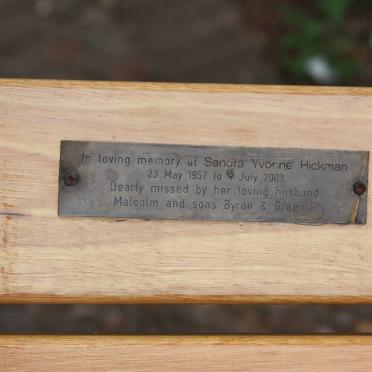 In loving memory of Sandra Yvonne Hickman
23 May 1957 to July 2003
Dearly missed by her loving husband
Malcolm and sons Byron & Graeme